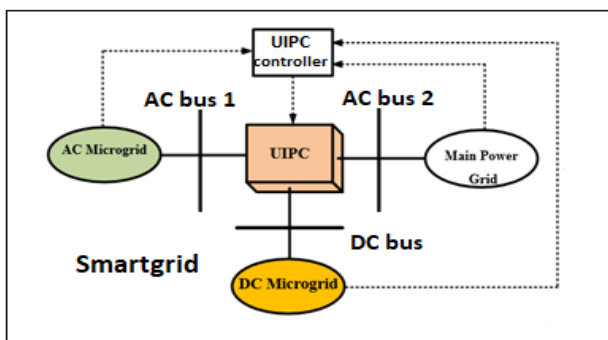 UIPC
controller
AC bus 1
AC bus 2
AC Microgrid
UIPC
Main Power
Grid
DC bus
Smartgrid
DC Microgrid